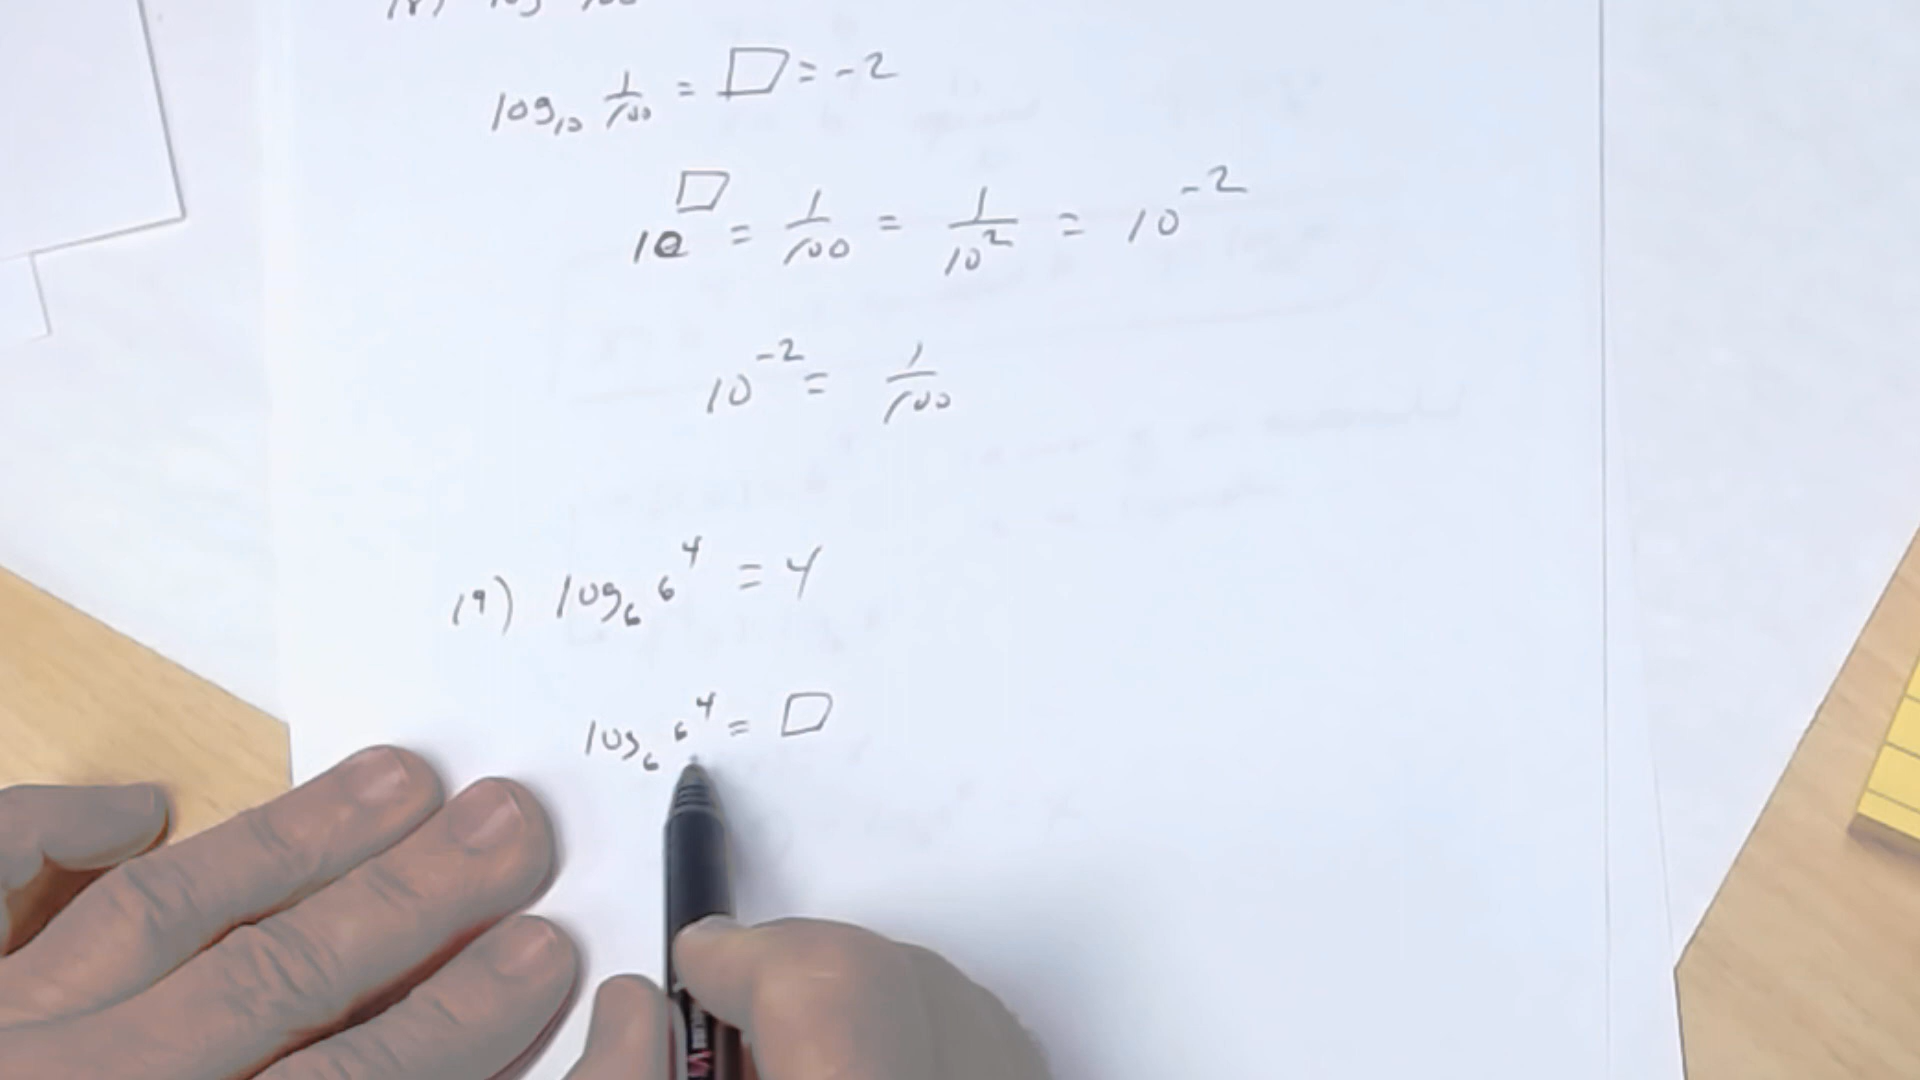 log₁₀ 1/100 = □ = -2
10^□ = 1/100 = 1/10² = 10⁻²
10⁻² = 1/100
19) log₆ 6⁴ = 4
log₆ 6⁴ = □